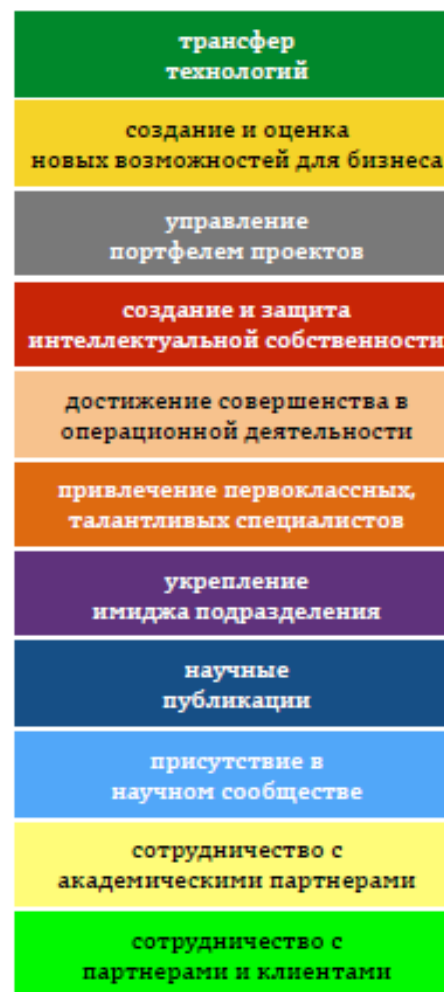 трансфер
технологий
создание и оценка
новых возможностей для бизнеса
управление
портфелем проектов
создание и защита
интеллектуальной собственности
достижение совершенства в
операционной деятельности
привлечение первоклассных,
талантливых специалистов
укрепление
имиджа подразделения
научные
публикации
присутствие в
научном сообществе
сотрудничество с
академическими партнерами
сотрудничество с
партнерами и клиентами